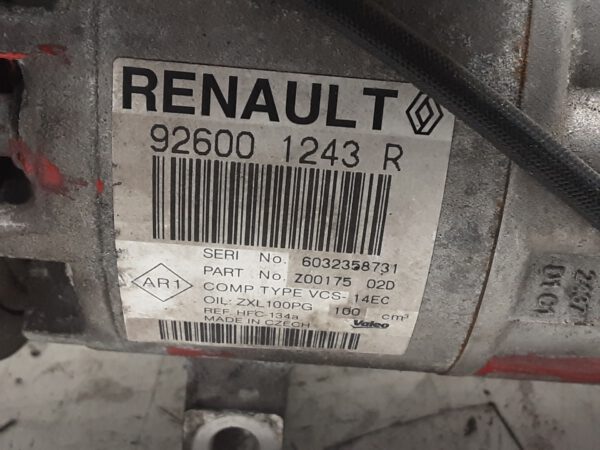 RENAULT
92600 1243 R
SERI No. 6032358731
PART No. Z00175 02D
COMP TYPE VCS- 14EC
OIL: ZXL100PG 100 cm³
REF. HFC-134a
MADE IN CZECH
Valeo
AR1